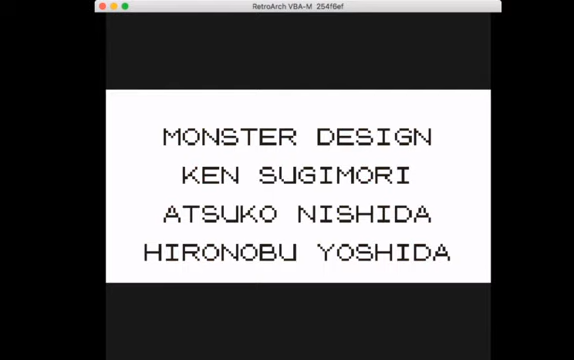 RetroArch VBA-M 254f6ef
MONSTER DESIGN
KEN SUGIMORI
ATSUKO NISHIDA
HIRONOBU YOSHIDA